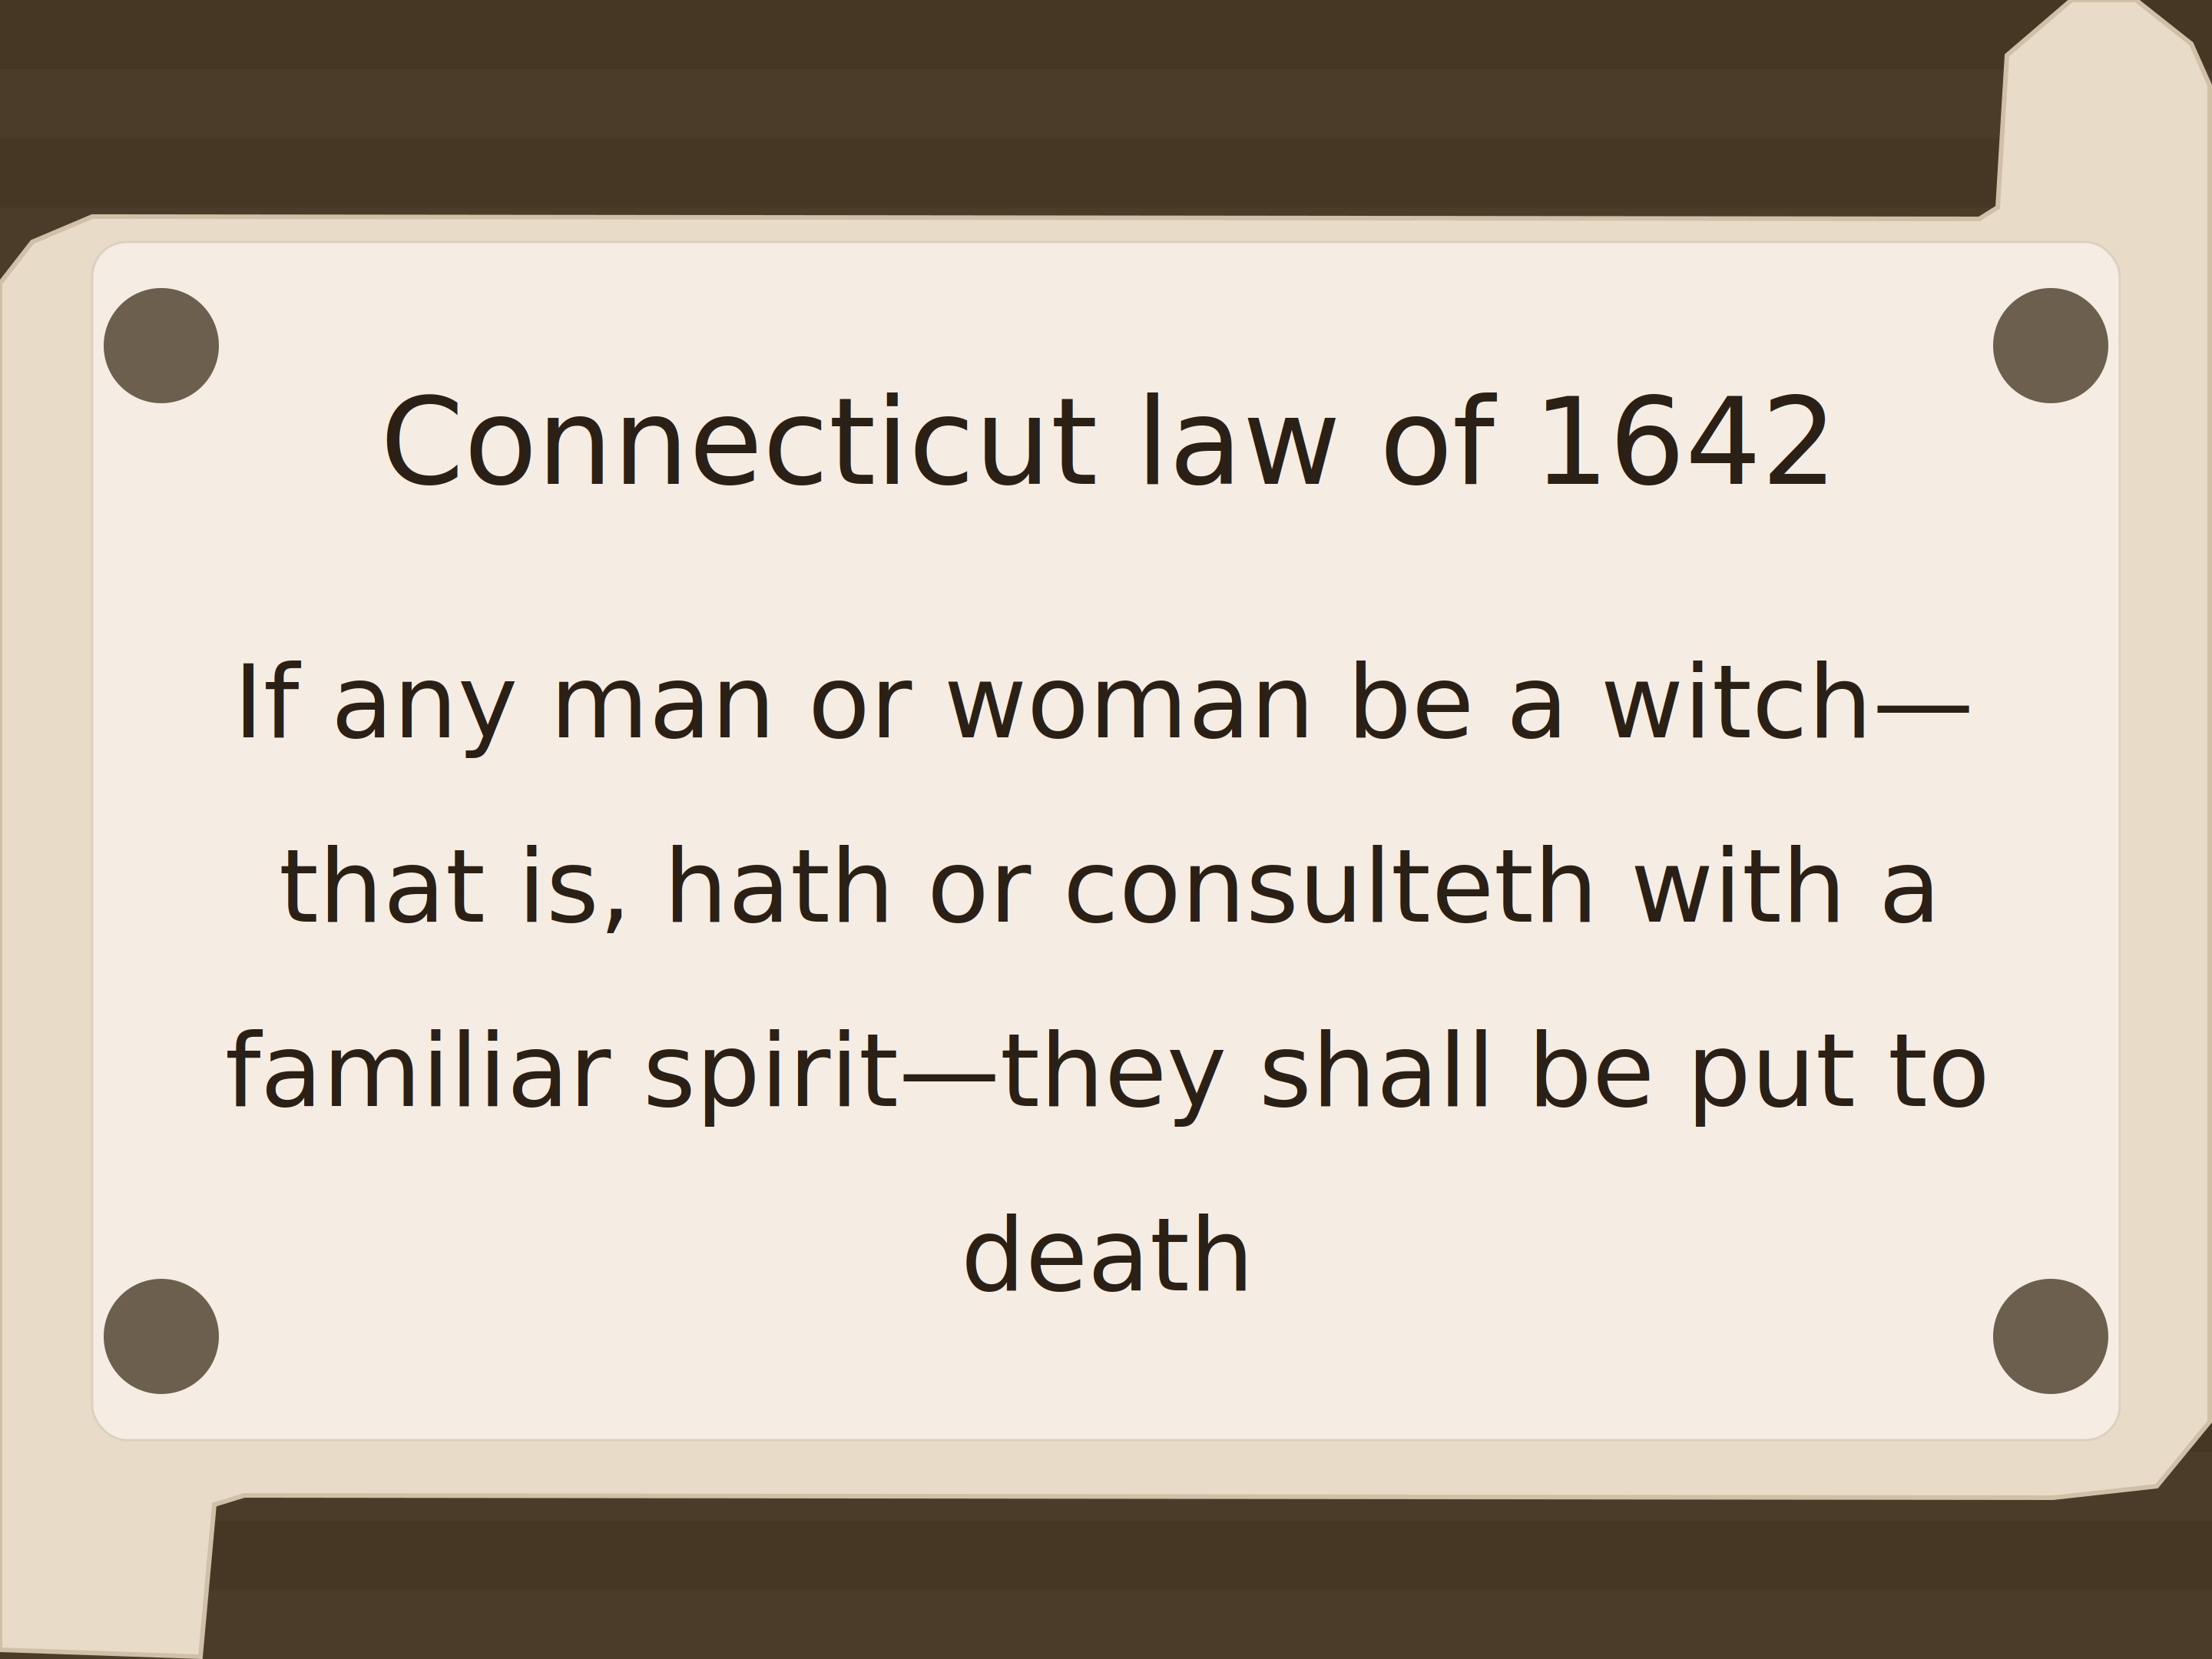 Connecticut law of 1642
If any man or woman be a witch—
that is, hath or consulteth with a
familiar spirit—they shall be put to
death